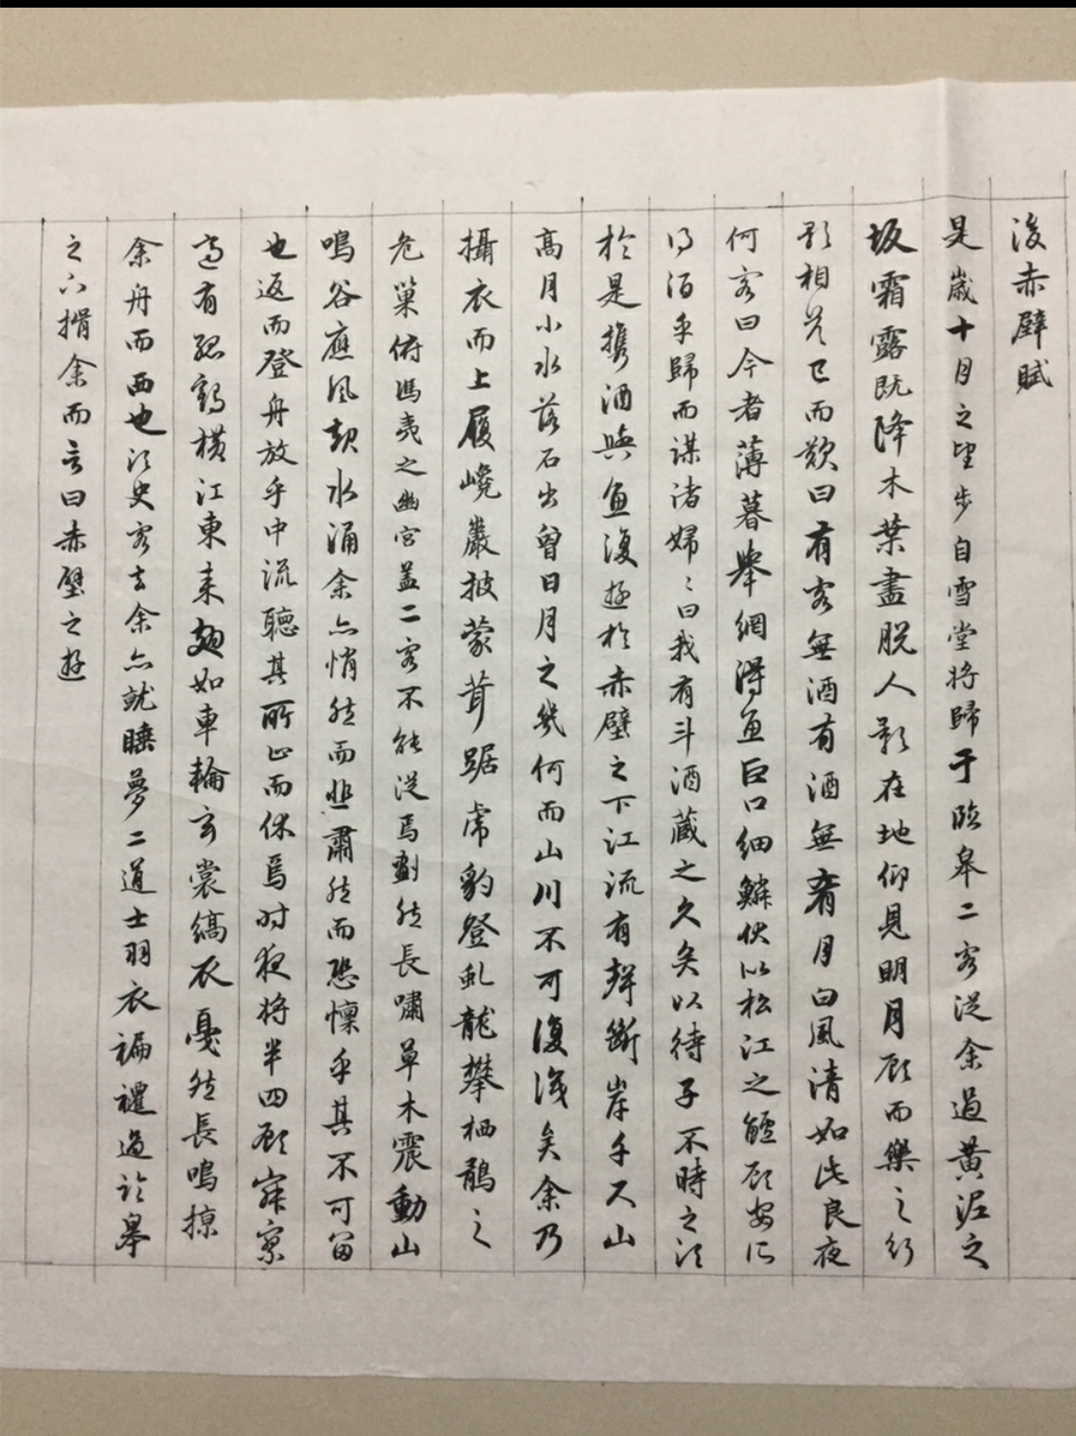 後赤壁賦
是歲十月之望步自雪堂將歸于臨皋二客從余過黃泥之
坂霜露既降木葉盡脫人影在地仰見明月顧而樂之行
歌相答已而歎曰有客無酒有酒無肴月白風清如此良夜
何客曰今者薄暮舉網得魚巨口細鱗狀似松江之鱸顧安所
得酒乎歸而謀諸婦〻曰我有斗酒藏之久矣以待子不時之須
於是攜酒與魚復遊於赤壁之下江流有聲斷岸千尺山
高月小水落石出曾日月之幾何而山川不可復識矣余乃
攝衣而上履巉巖披蒙茸踞虎豹登虬龍攀栖鶻之
危巢俯馮夷之幽宮蓋二客不能從焉劃然長嘯草木震動山
鳴谷應風起水涌余亦悄然而悲肅然而恐懍乎其不可留
也返而登舟放乎中流聽其所止而休焉時夜將半四顧寂寥
適有孤鶴橫江東來翅如車輪玄裳縞衣戛然長鳴掠
余舟而西也須臾客去余亦就睡夢二道士羽衣褊褼過臨皋
之下揖余而言曰赤壁之遊